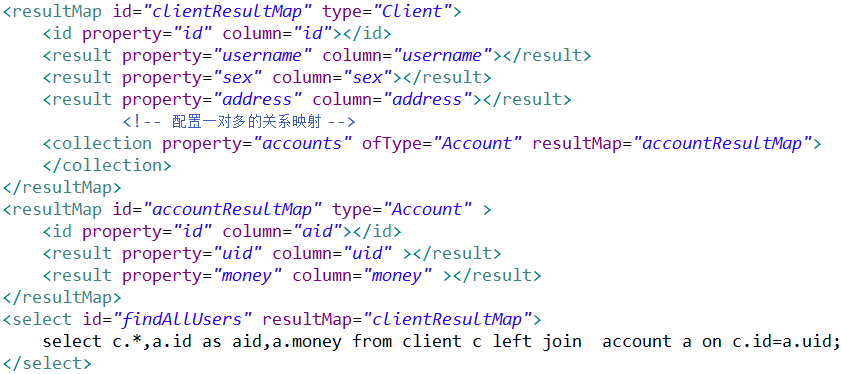 <resultMap id="clientResultMap" type="Client">
    <id property="id" column="id"></id>
    <result property="username" column="username"></result>
    <result property="sex" column="sex"></result>
    <result property="address" column="address"></result>
            <!-- 配置一对多的关系映射 -->
    <collection property="accounts" ofType="Account" resultMap="accountResultMap">
    </collection>
</resultMap>
<resultMap id="accountResultMap" type="Account" >
    <id property="id" column="aid"></id>
    <result property="uid" column="uid" ></result>
    <result property="money" column="money" ></result>
</resultMap>
<select id="findAllUsers" resultMap="clientResultMap">
    select c.*,a.id as aid,a.money from client c left join  account a on c.id=a.uid;
</select>